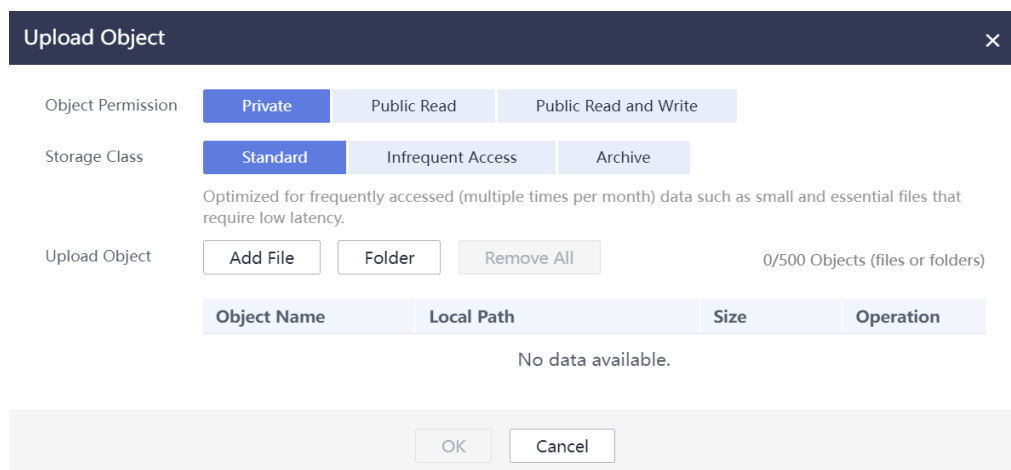 Upload Object ×
Object Permission Private Public Read Public Read and Write
Storage Class Standard Infrequent Access Archive
Optimized for frequently accessed (multiple times per month) data such as small and essential files that
require low latency.
Upload Object Add File Folder Remove All 0/500 Objects (files or folders)
Object Name Local Path Size Operation
No data available.
OK Cancel